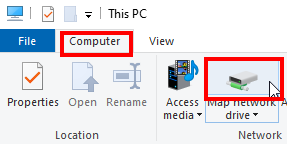 This PC
File Computer View
Properties Open Rename Access media Map network drive
Location Network